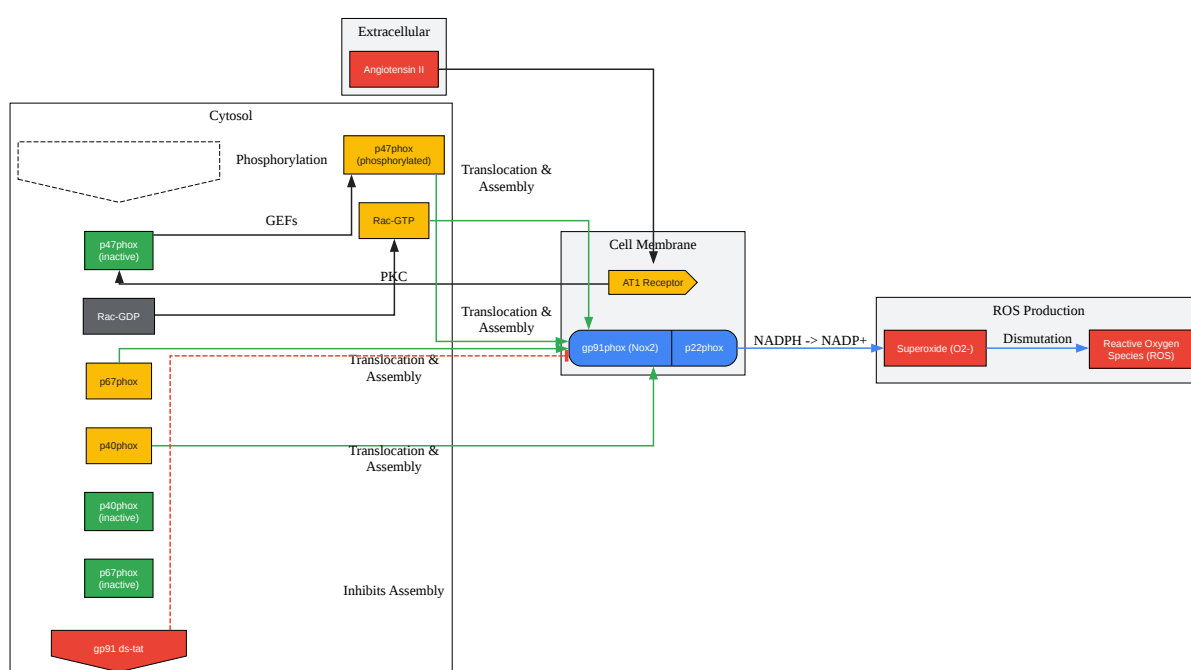 Extracellular
Angiotensin II
Cytosol
p47phox
(phosphorylated)
Phosphorylation
Translocation &
Assembly
GEFs
Rac-GTP
p47phox
(inactive)
Cell Membrane
PKC
AT1 Receptor
Rac-GDP
Translocation &
Assembly
ROS Production
gp91phox (Nox2)
p22phox
NADPH -> NADP+
Superoxide (O2-)
Dismutation
Reactive Oxygen
Species (ROS)
Translocation &
Assembly
p67phox
p40phox
Translocation &
Assembly
p40phox
(inactive)
p67phox
(inactive)
Inhibits Assembly
gp91 ds-tat